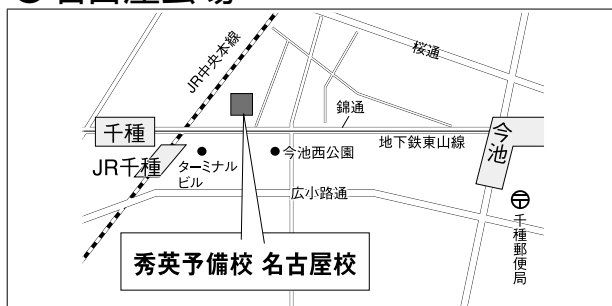 JR中央本線
桜通
錦通
千種
地下鉄東山線
今池
JR千種
ターミナル
ビル
今池西公園
広小路通
千種郵便局
秀英予備校 名古屋校